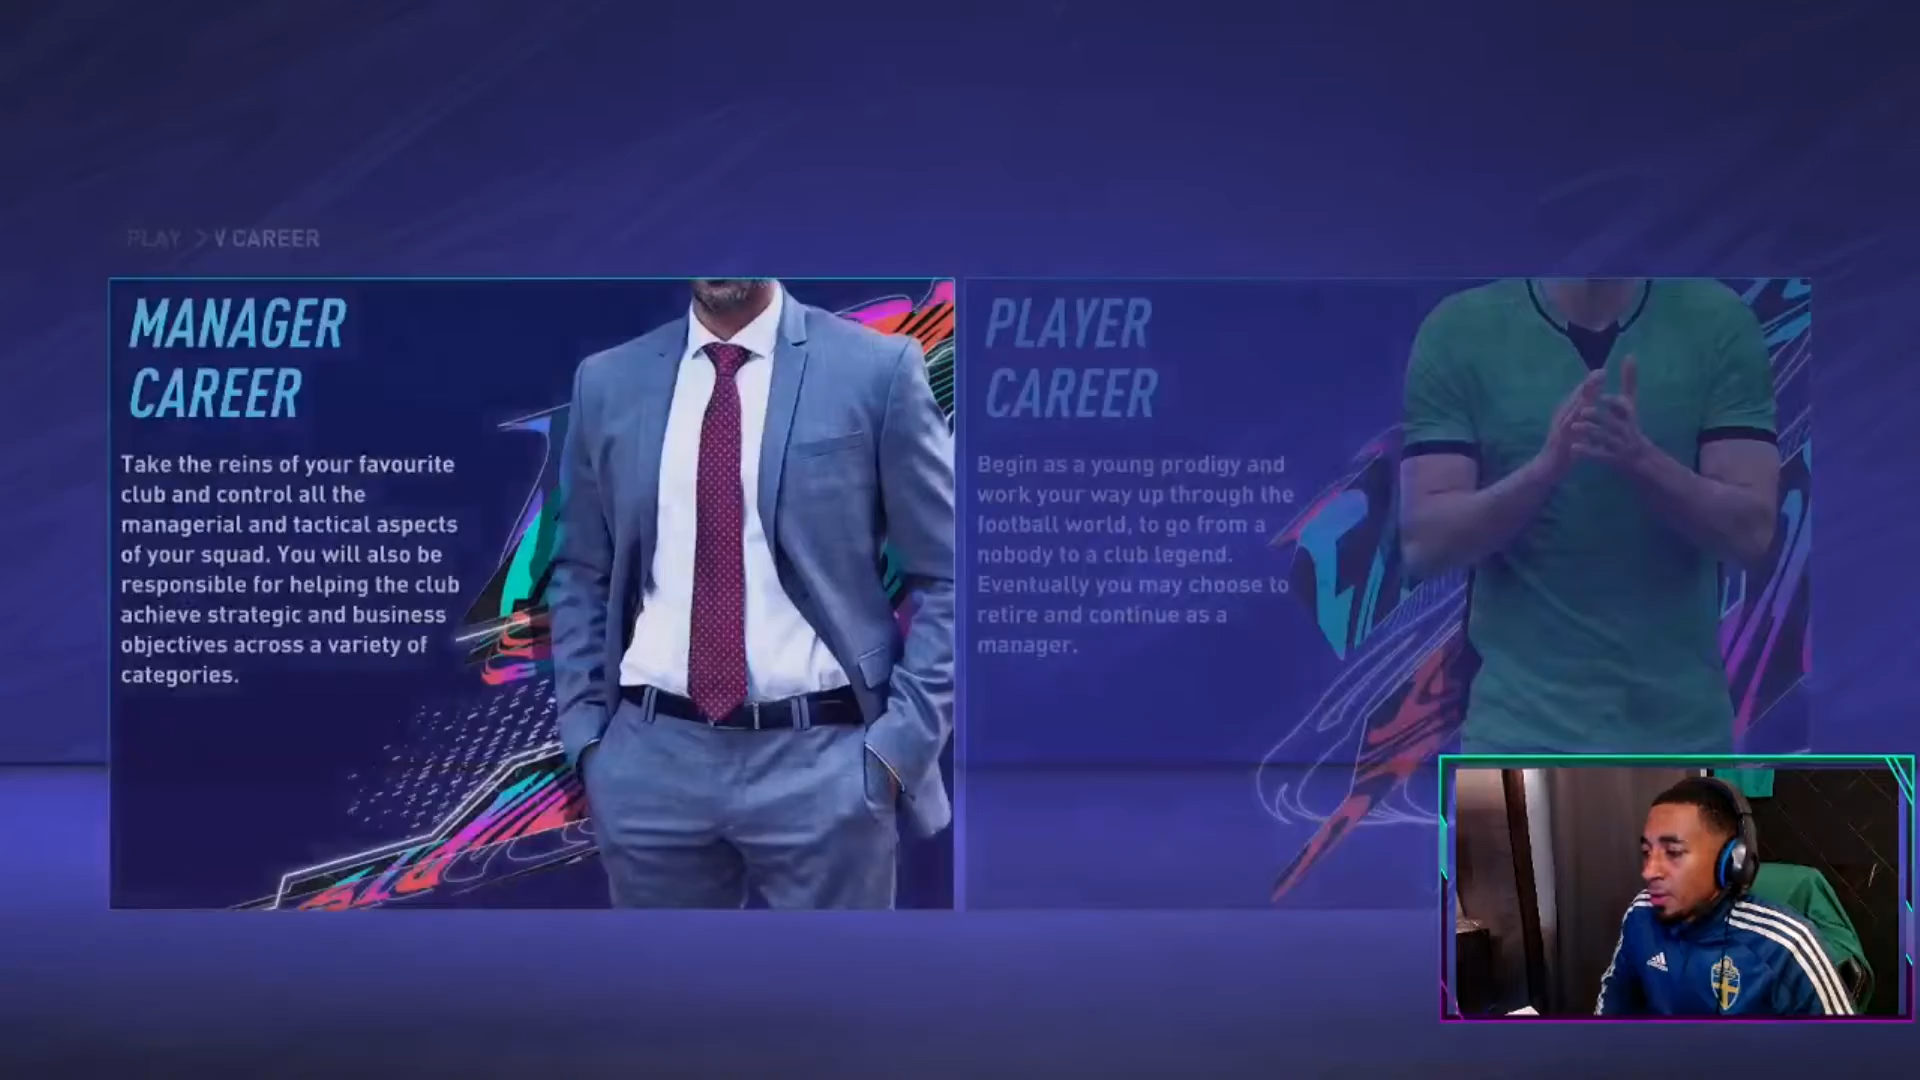 PLAY > V CAREER
MANAGER
CAREER
Take the reins of your favourite
club and control all the
managerial and tactical aspects
of your squad. You will also be
responsible for helping the club
achieve strategic and business
objectives across a variety of
categories.
PLAYER
CAREER
Begin as a young prodigy and
work your way up through the
football world, to go from a
nobody to a club legend.
Eventually you may choose to
retire and continue as a
manager.